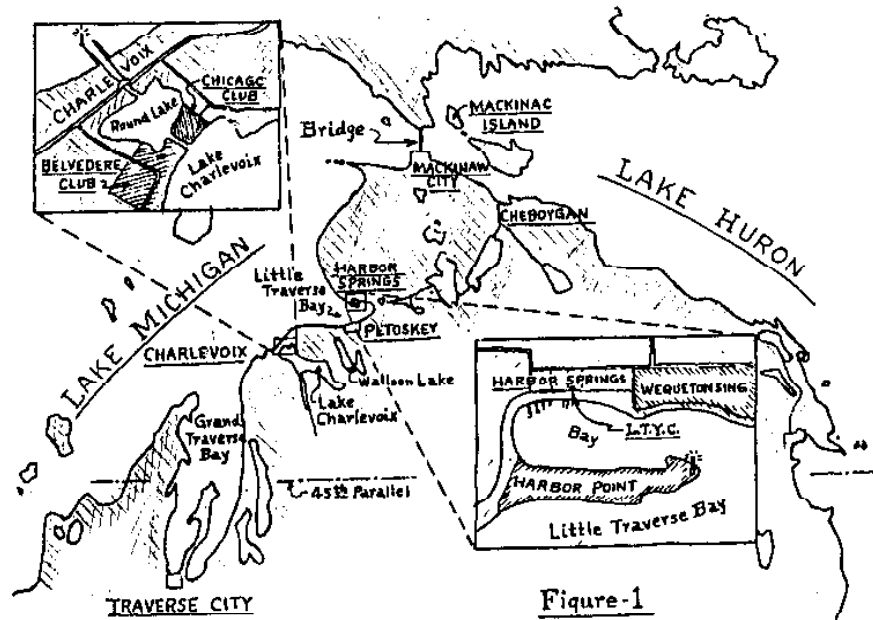 CHARLEVOIX
CHICAGO
CLUB
Round Lake
BELVEDERE
CLUB
Lake
Charlevoix
Bridge
MACKINAC
ISLAND
MACKINAW
CITY
CHEBOYGAN
LAKE HURON
LAKE MICHIGAN
HARBOR
SPRINGS
Little
Traverse
Bay
PETOSKEY
CHARLEVOIX
Walloon Lake
Lake
Charlevoix
Grand
Traverse
Bay
45th Parallel
TRAVERSE CITY
HARBOR SPRINGS
WEQUETONSING
Bay
L.T.Y.C.
HARBOR POINT
Little Traverse Bay
Figure-1